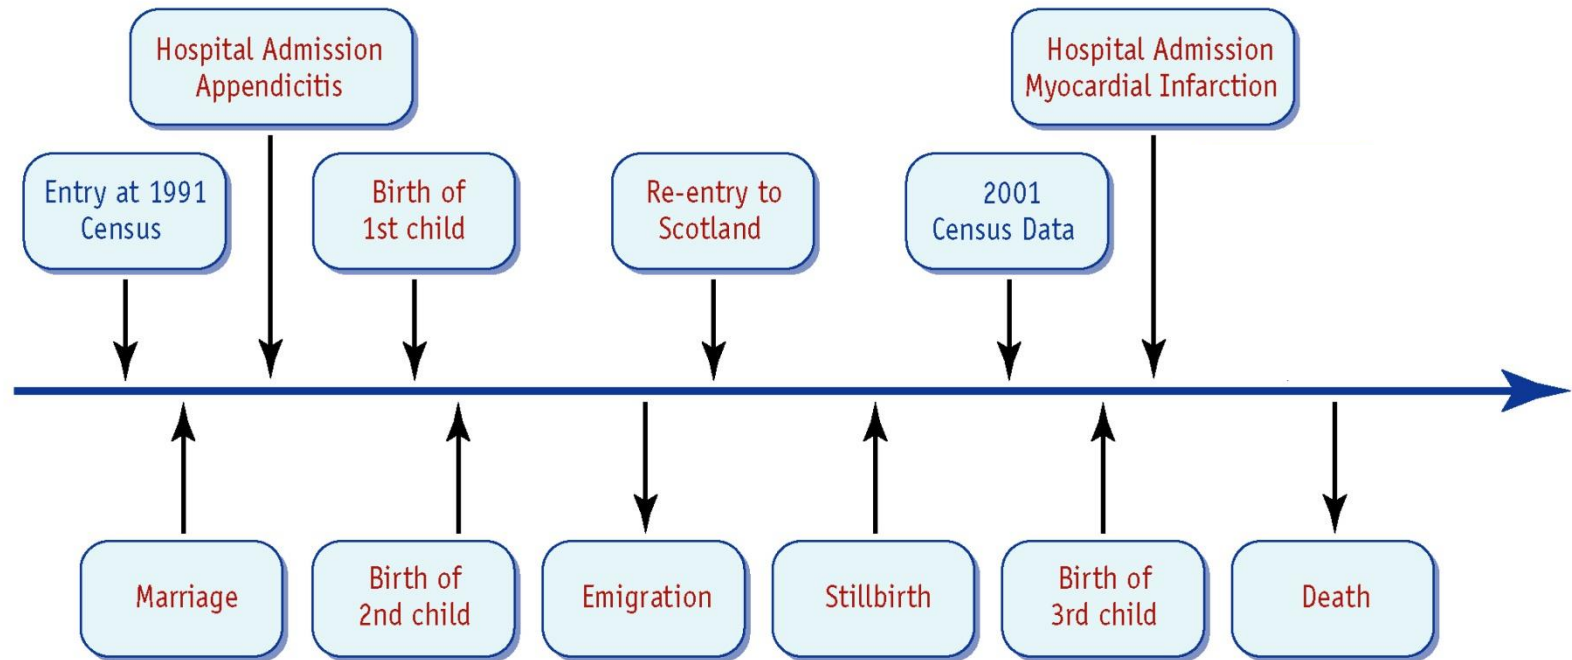 Hospital Admission
Appendicitis
Hospital Admission
Myocardial Infarction
Entry at 1991
Census
Birth of
1st child
Re-entry to
Scotland
2001
Census Data
Marriage
Birth of
2nd child
Emigration
Stillbirth
Birth of
3rd child
Death